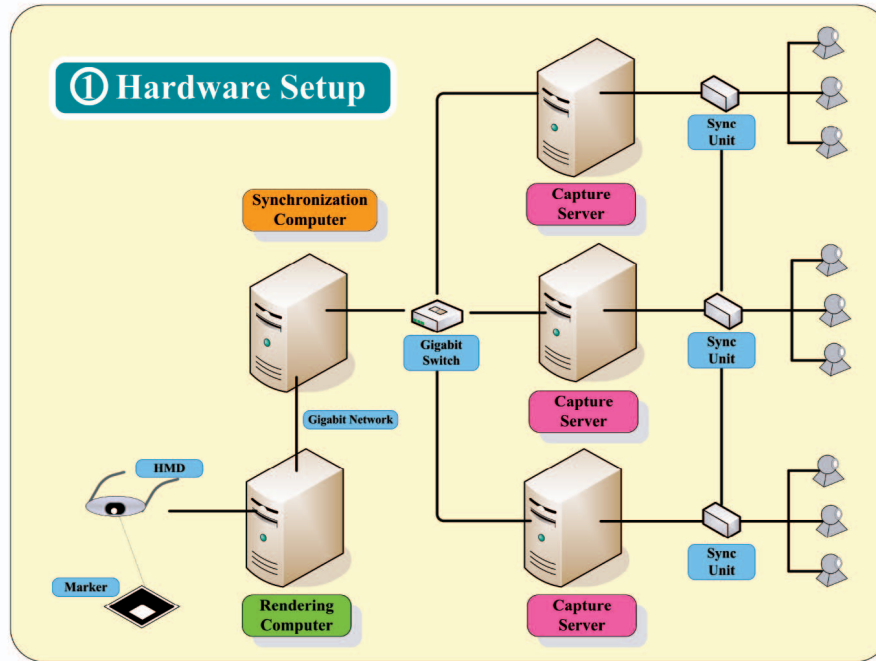 ① Hardware Setup
Sync
Unit
Capture
Server
Synchronization
Computer
Gigabit
Switch
Sync
Unit
Capture
Server
Gigabit Network
HMD
Sync
Unit
Marker
Rendering
Computer
Capture
Server